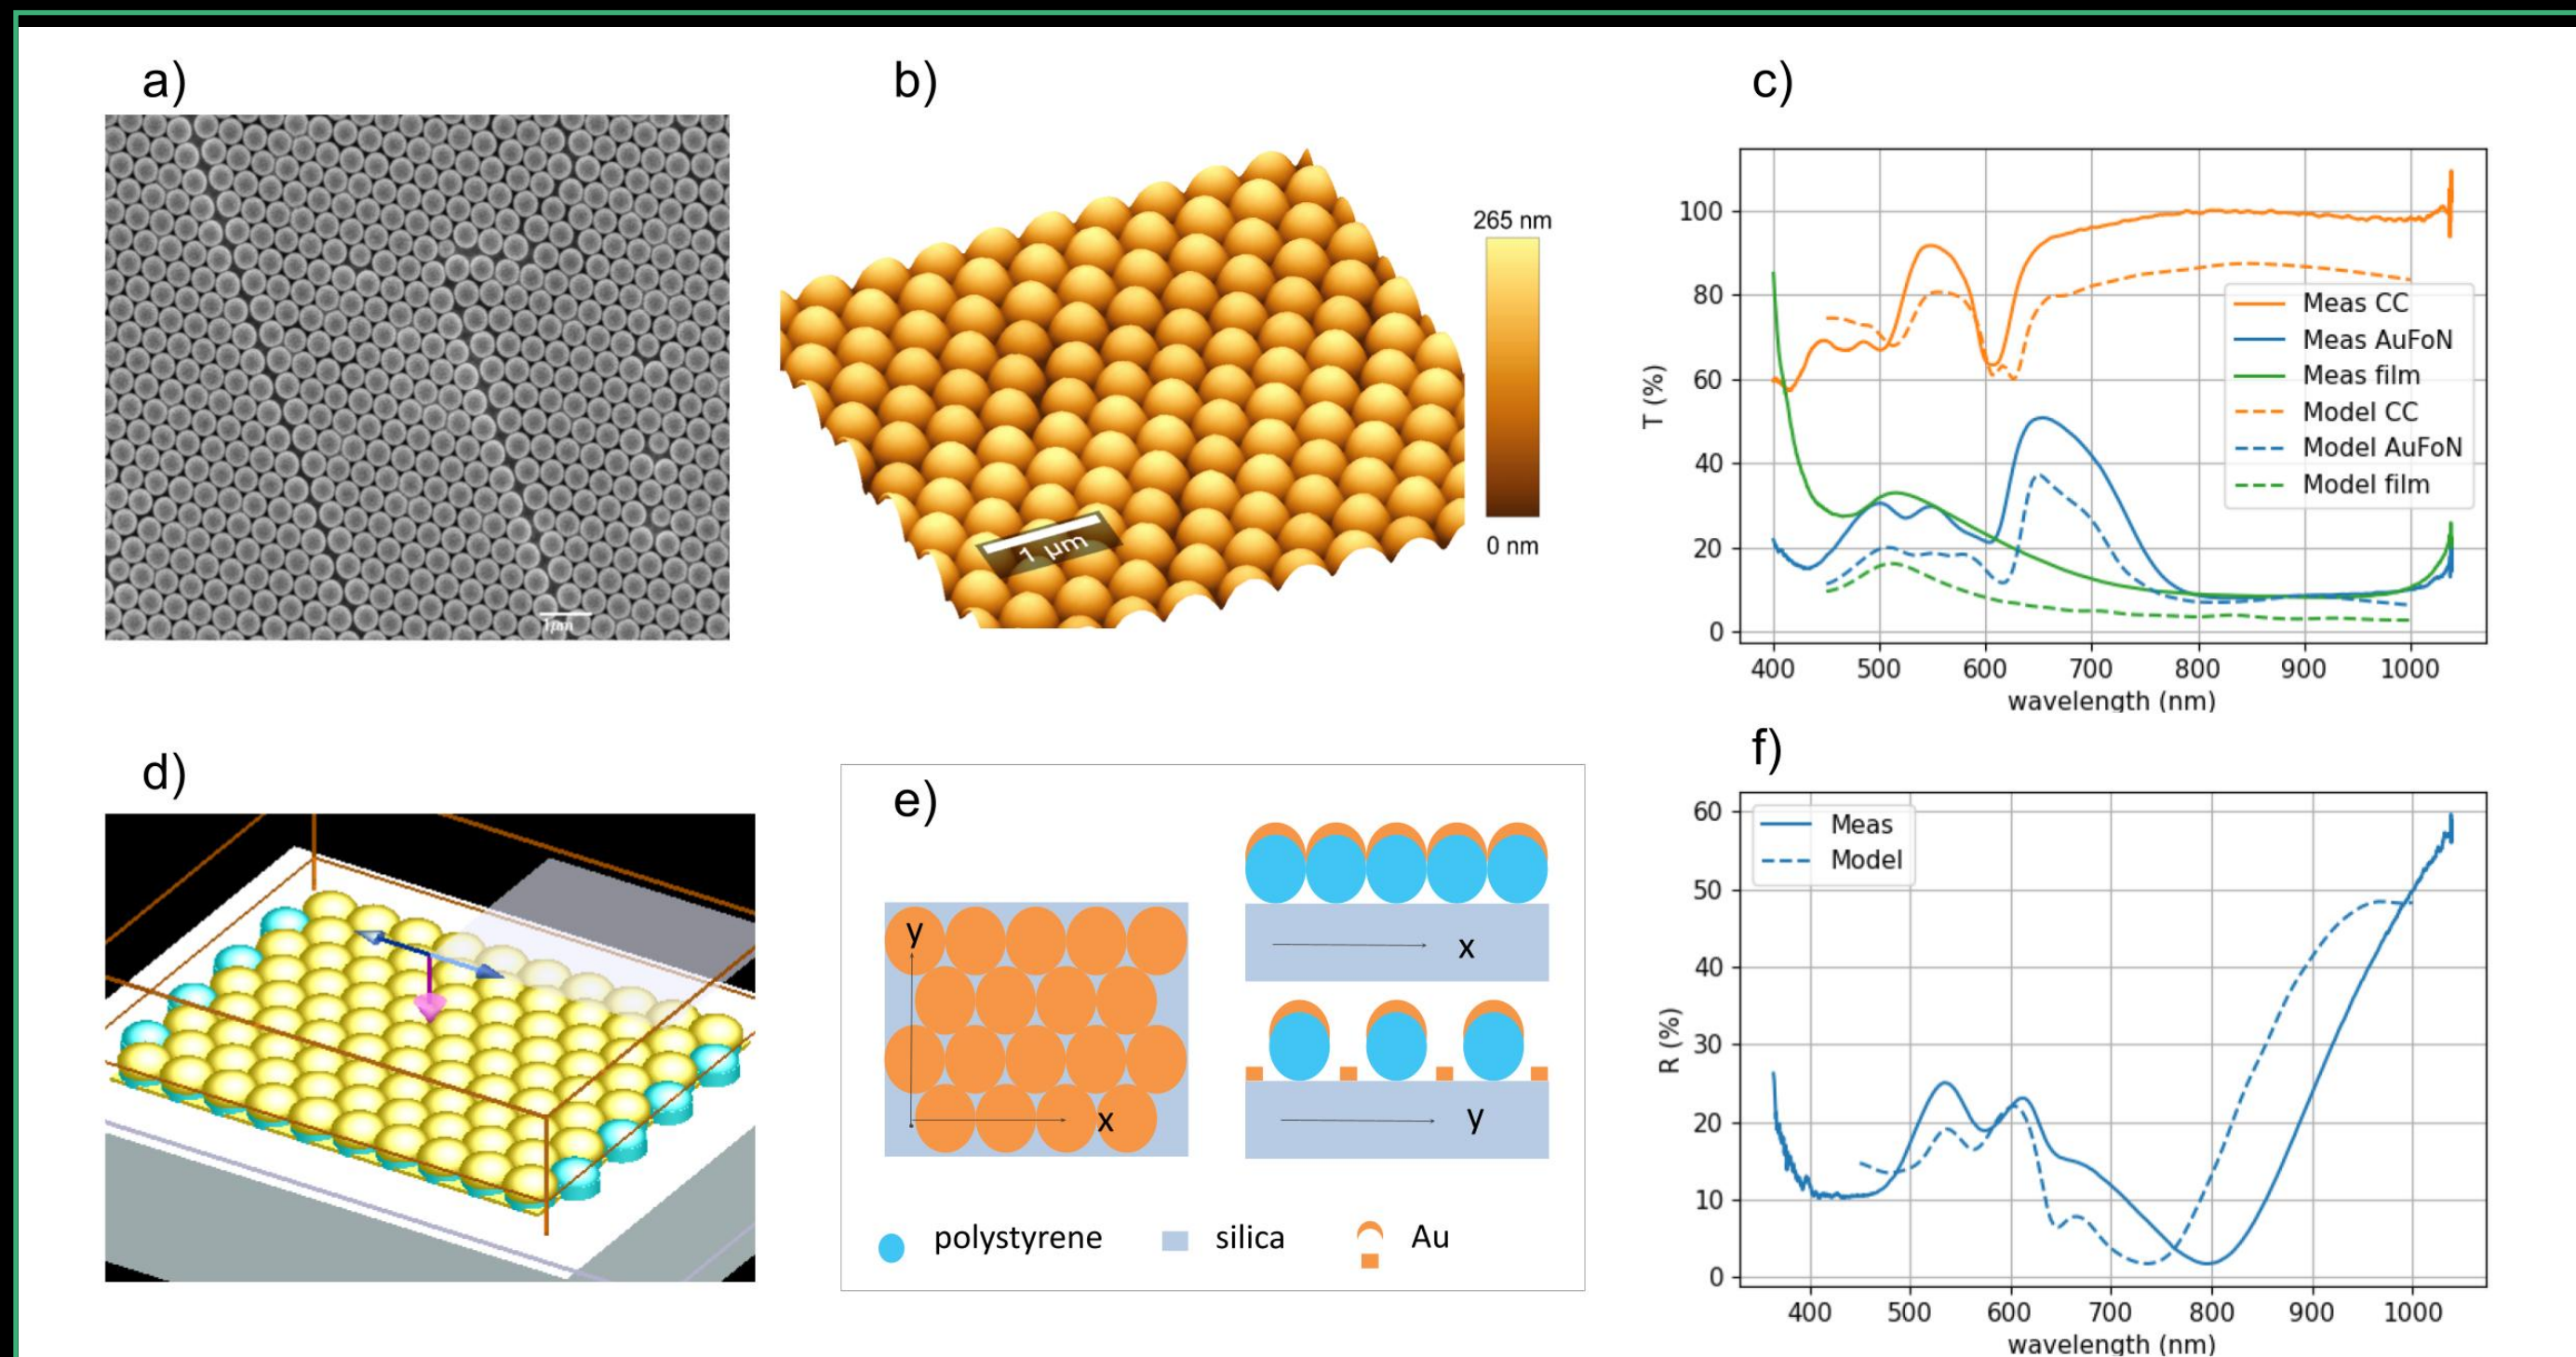 a)
1μm
b)
265 nm
0 nm
1 μm
c)
T (%)
100
80
60
40
20
0
Meas CC
Meas AuFoN
Meas film
Model CC
Model AuFoN
Model film
400 500 600 700 800 900 1000
wavelength (nm)
d)
e)
y
x
x
y
polystyrene silica Au
f)
R (%)
60
50
40
30
20
10
0
Meas
Model
400 500 600 700 800 900 1000
wavelength (nm)